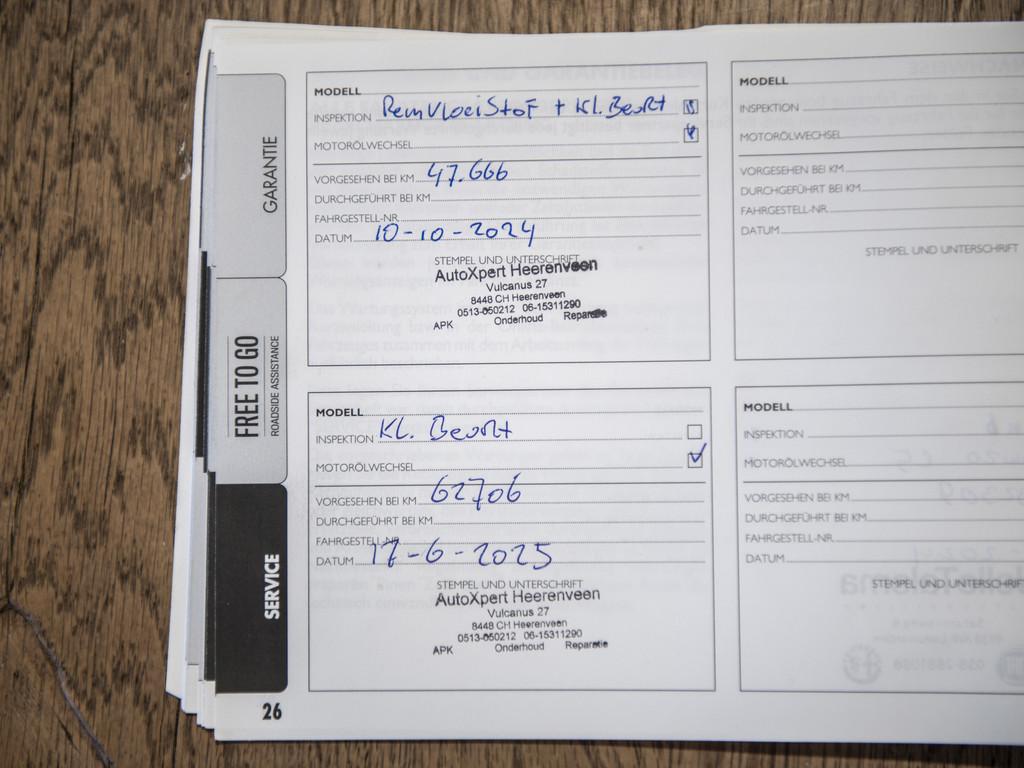 GARANTIE
FREE TO GO
ROADSIDE ASSISTANCE
SERVICE
26
MODELL
INSPEKTION RemVloeiStof + Kl. Beurt
MOTORÖLWECHSEL
VORGESEHEN BEI KM 47.666
DURCHGEFÜHRT BEI KM
FAHRGESTELL-NR.
DATUM 10-10-2024
STEMPEL UND UNTERSCHRIFT
AutoXpert Heerenveen
Vulcanus 27
8448 CH Heerenveen
0513-650212 06-15311290
APK Onderhoud Reparatie
MODELL
INSPEKTION KL. Beurt
MOTORÖLWECHSEL
VORGESEHEN BEI KM 62706
DURCHGEFÜHRT BEI KM
FAHRGESTELL-NR.
DATUM 17-6-2025
STEMPEL UND UNTERSCHRIFT
AutoXpert Heerenveen
Vulcanus 27
8448 CH Heerenveen
0513-650212 06-15311290
APK Onderhoud Reparatie
MODELL
INSPEKTION
MOTORÖLWECHSEL
VORGESEHEN BEI KM
DURCHGEFÜHRT BEI KM
FAHRGESTELL-NR.
DATUM
STEMPEL UND UNTERSCHRIFT
MODELL
INSPEKTION
MOTORÖLWECHSEL
VORGESEHEN BEI KM
DURCHGEFÜHRT BEI KM
FAHRGESTELL-NR.
DATUM
STEMPEL UND UNTERSCHRIFT